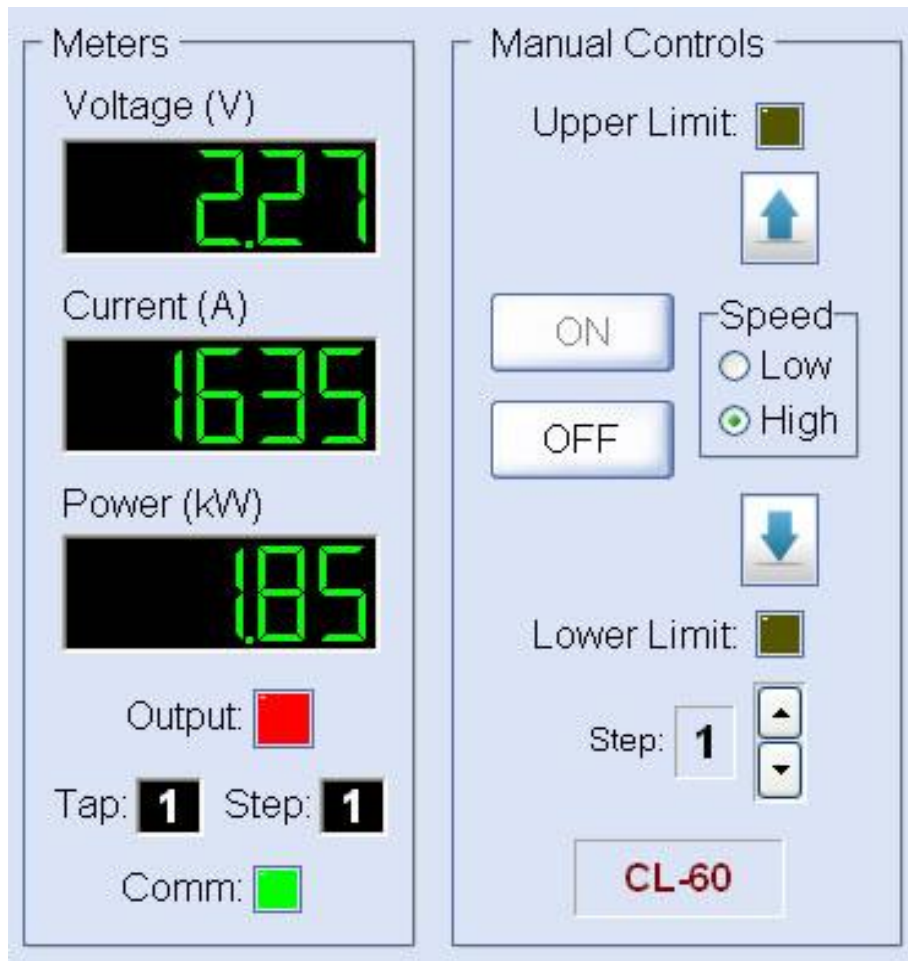 Meters
Voltage (V)
2.27
Current (A)
1635
Power (kW)
1.85
Output:
Tap: 1 Step: 1
Comm:
Manual Controls
Upper Limit:
ON
OFF
Speed
Low
High
Lower Limit:
Step: 1
CL-60